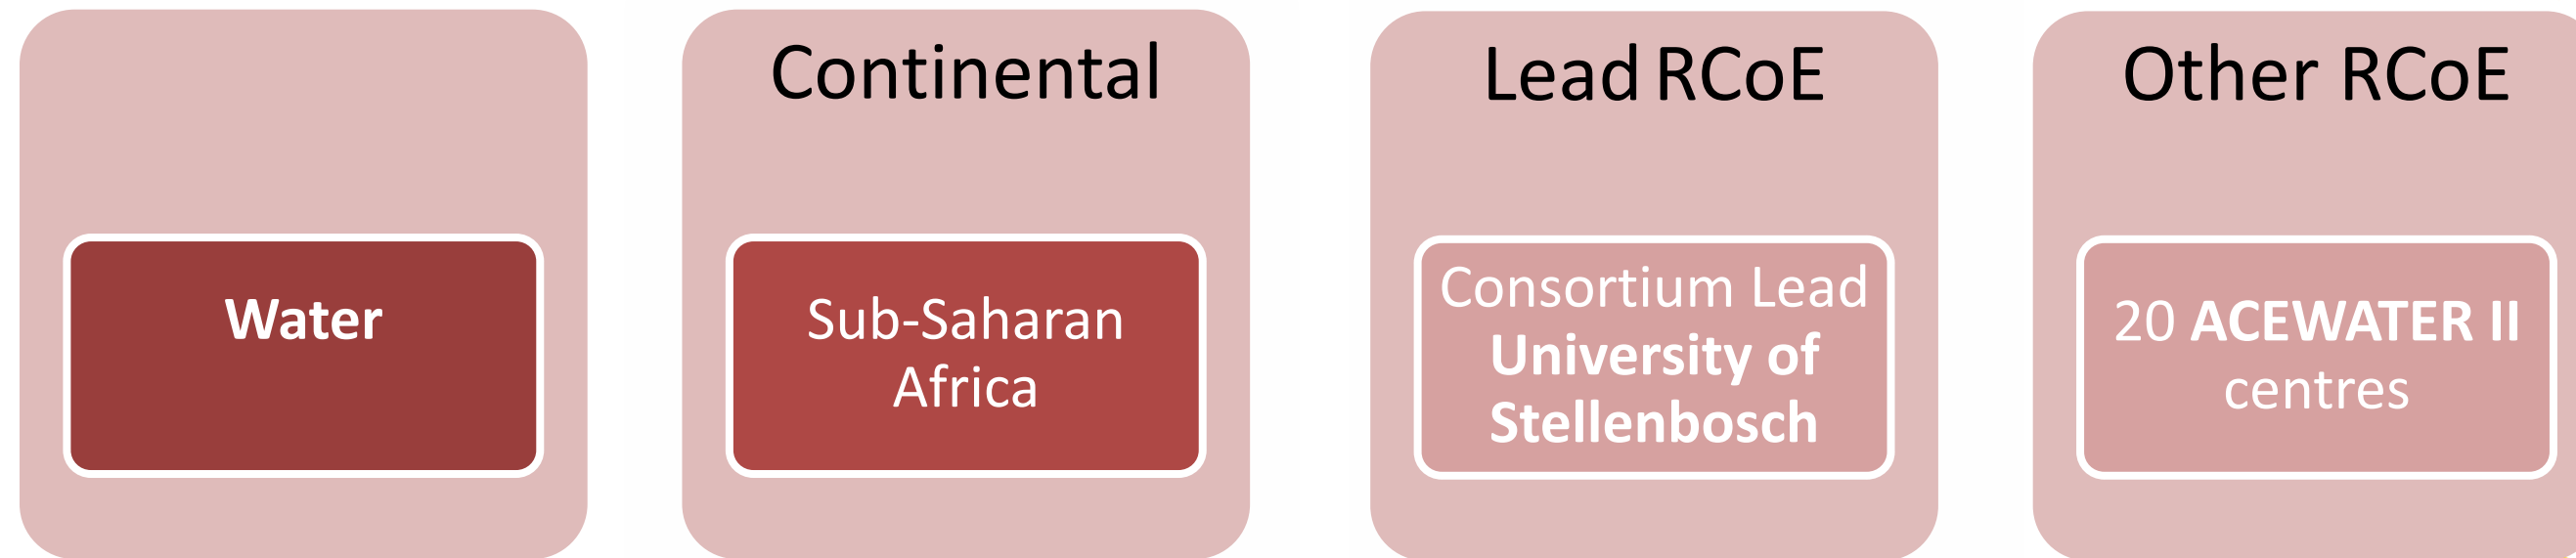 Water
Continental
Sub-Saharan
Africa
Lead RCoE
Consortium Lead
University of
Stellenbosch
Other RCoE
20 ACEWATER II
centres